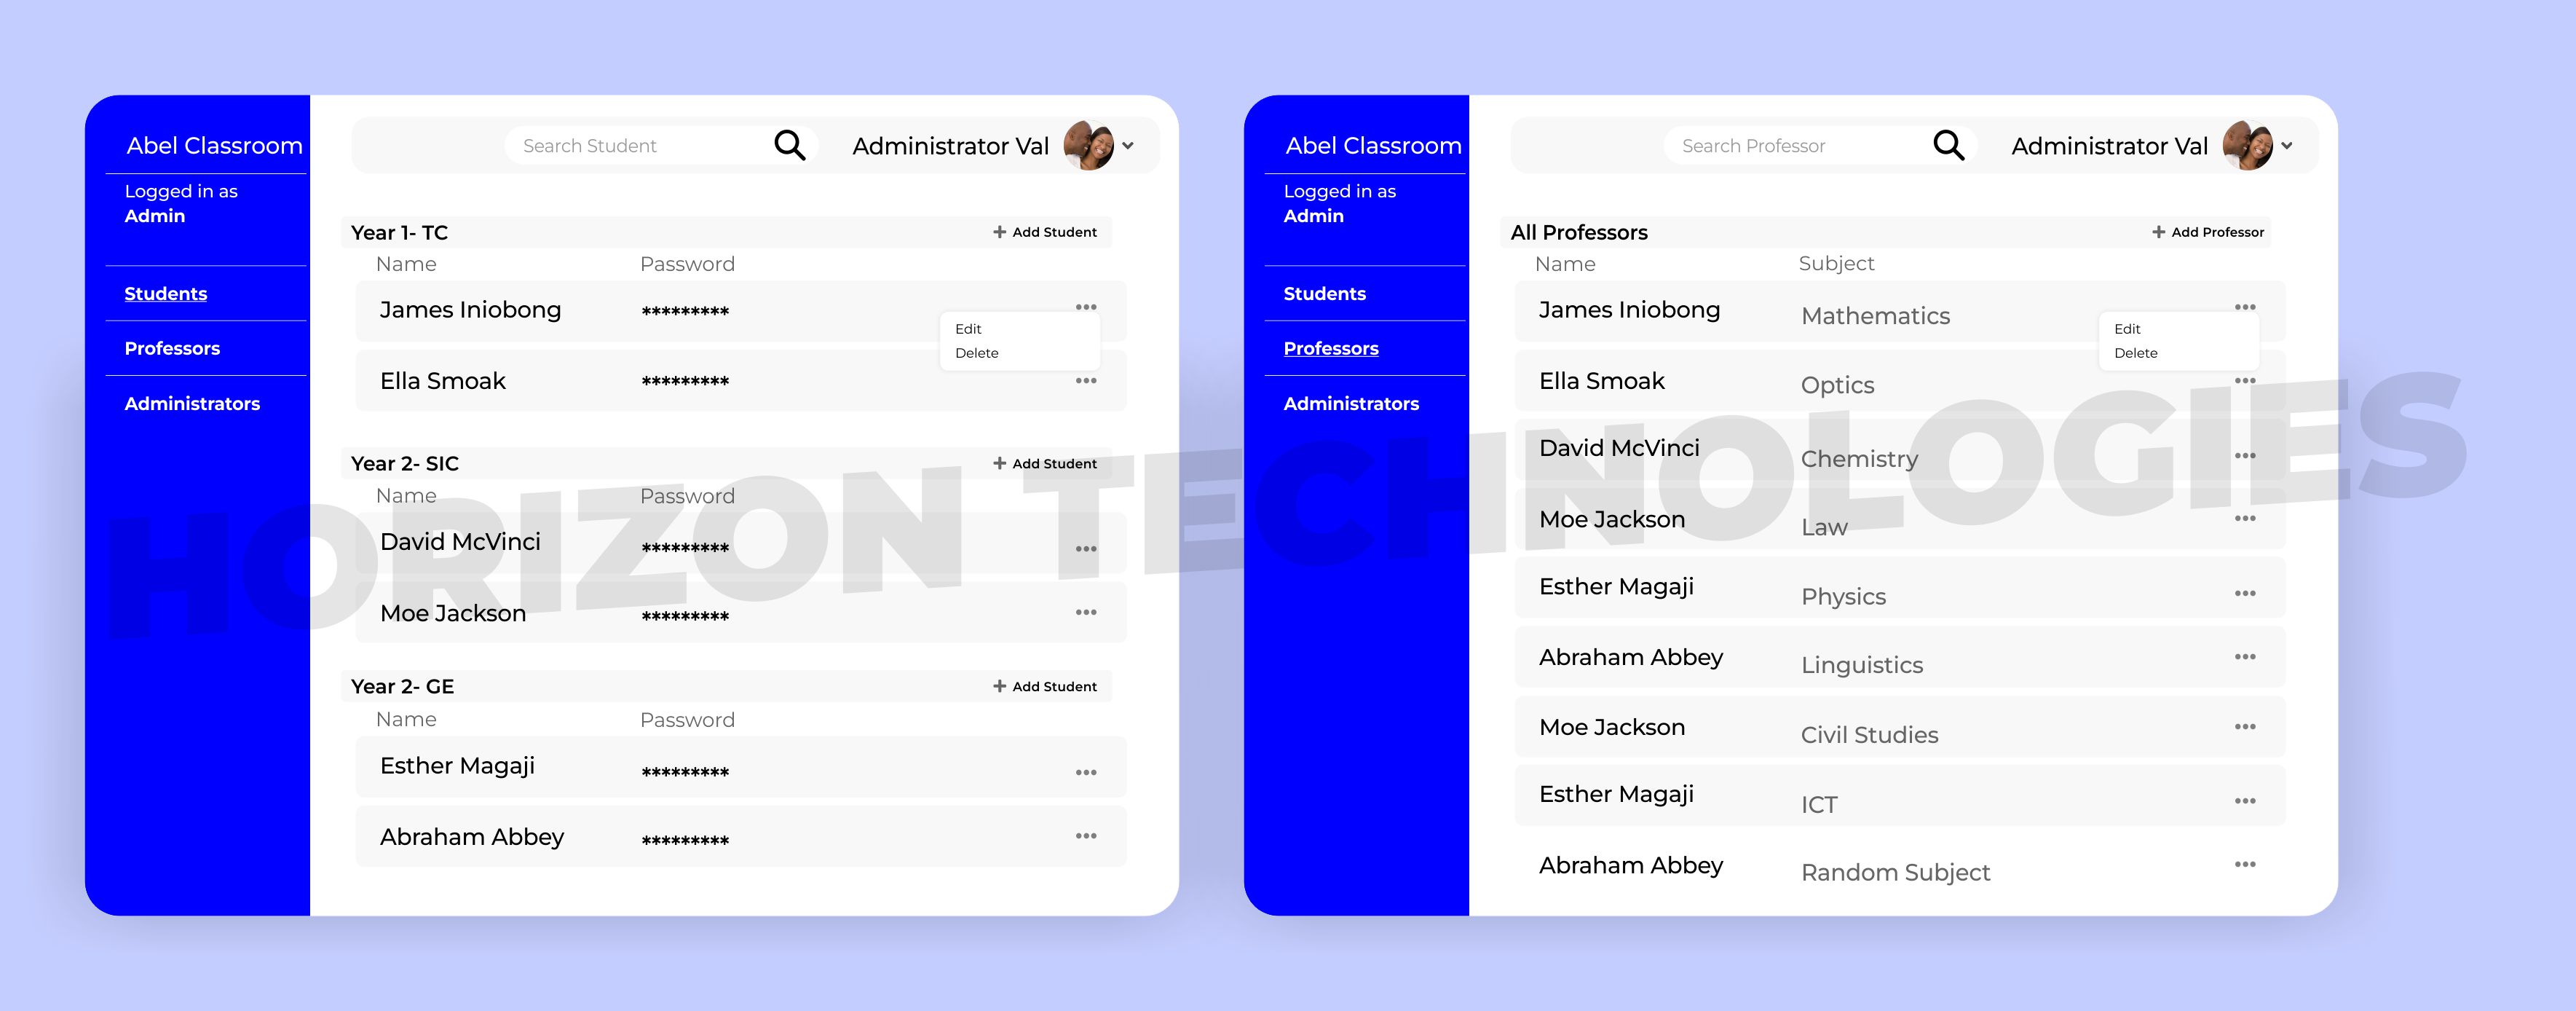 Abel Classroom
Logged in as
Admin
Students
Professors
Administrators
Search Student
Administrator Val
Year 1- TC
+ Add Student
Name Password
James Iniobong *********
Edit
Delete
Ella Smoak *********
Year 2- SIC
+ Add Student
Name Password
David McVinci *********
Moe Jackson *********
Year 2- GE
+ Add Student
Name Password
Esther Magaji *********
Abraham Abbey *********
Abel Classroom
Logged in as
Admin
Students
Professors
Administrators
Search Professor
Administrator Val
All Professors
+ Add Professor
Name Subject
James Iniobong Mathematics
Edit
Delete
Ella Smoak Optics
David McVinci Chemistry
Moe Jackson Law
Esther Magaji Physics
Abraham Abbey Linguistics
Moe Jackson Civil Studies
Esther Magaji ICT
Abraham Abbey Random Subject
HORIZON TECHNOLOGIES